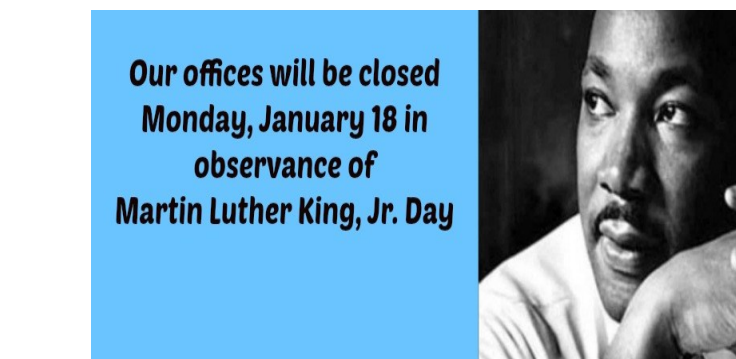 Our offices will be closed
Monday, January 18 in
observance of
Martin Luther King, Jr. Day